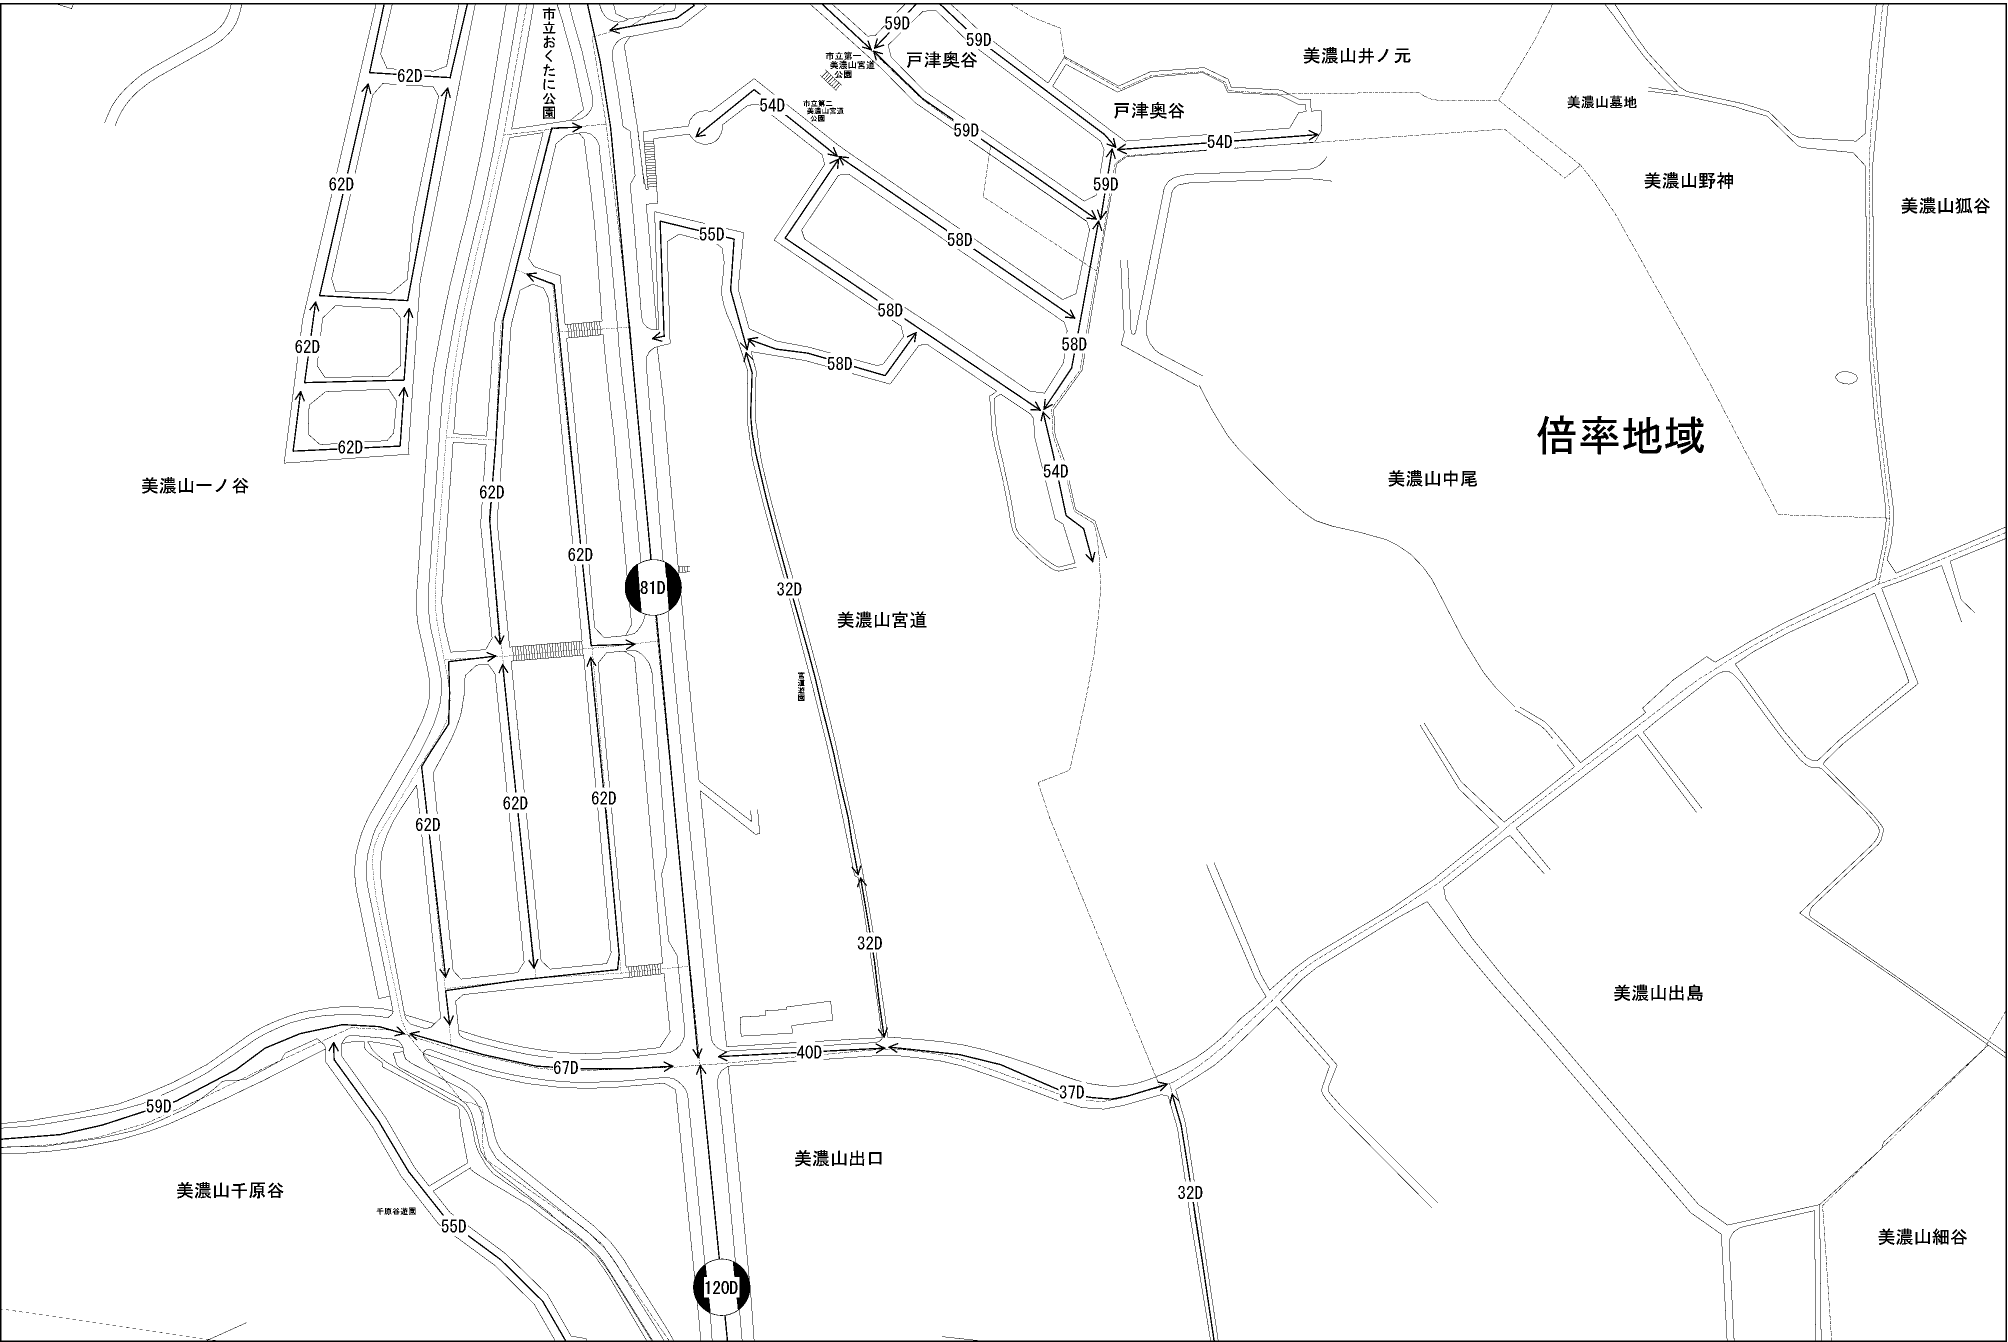 市立おくたに公園
59D
59D
戸津奥谷
市立第一
美濃山宮道
公園
美濃山井ノ元
62D
54D
市立第二
美濃山宮道
公園
戸津奥谷
美濃山墓地
59D
54D
62D
59D
美濃山野神
美濃山狐谷
55D
58D
58D
62D
58D
58D
倍率地域
62D
美濃山一ノ谷
62D
54D
美濃山中尾
62D
81D
32D
美濃山宮道
宮道遊園
62D
62D
62D
32D
美濃山出島
67D
40D
37D
59D
美濃山出口
美濃山千原谷
千原谷遊園
55D
32D
美濃山細谷
120D